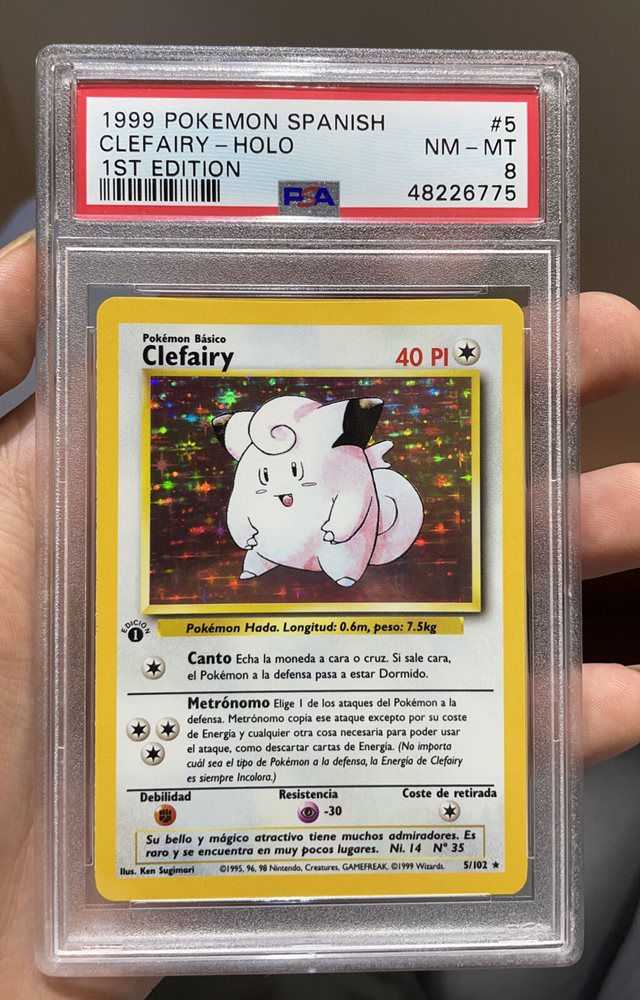 1999 POKEMON SPANISH #5
CLEFAIRY - HOLO NM - MT
1ST EDITION 8
PSA 48226775
Pokémon Básico
Clefairy 40 PI
EDICION 1
Pokémon Hada. Longitud: 0.6m, peso: 7.5kg
Canto Echa la moneda a cara o cruz. Si sale cara,
el Pokémon a la defensa pasa a estar Dormido.
Metrónomo Elige 1 de los ataques del Pokémon a la
defensa. Metrónomo copia ese ataque excepto por su coste
de Energía y cualquier otra cosa necesaria para poder usar
el ataque, como descartar cartas de Energía. (No importa
cuál sea el tipo de Pokémon a la defensa, la Energía de Clefairy
es siempre Incolora.)
Debilidad Resistencia Coste de retirada
-30
Su bello y mágico atractivo tiene muchos admiradores. Es
raro y se encuentra en muy pocos lugares. Ni. 14 N° 35
Ilus. Ken Sugimori ©1995, 96, 98 Nintendo, Creatures, GAMEFREAK. ©1999 Wizards. 5/102 ★